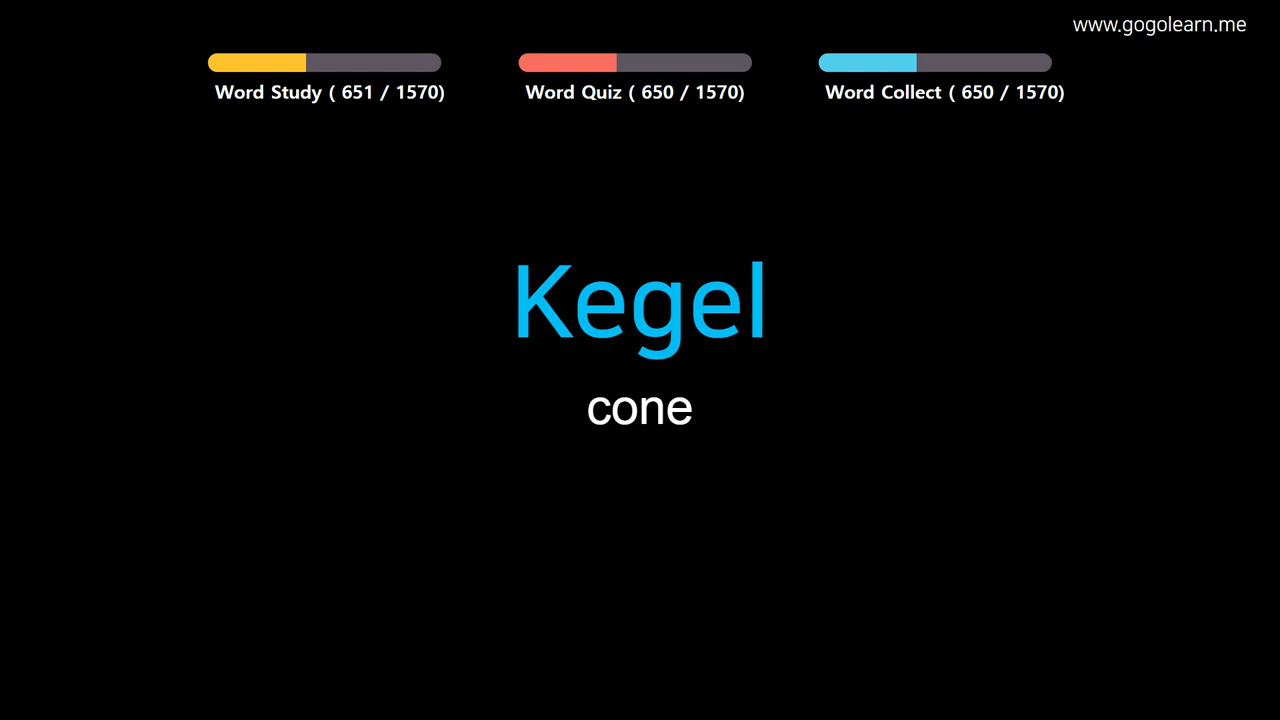 www.gogolearn.me
Word Study ( 651 / 1570)
Word Quiz ( 650 / 1570)
Word Collect ( 650 / 1570)
Kegel
cone